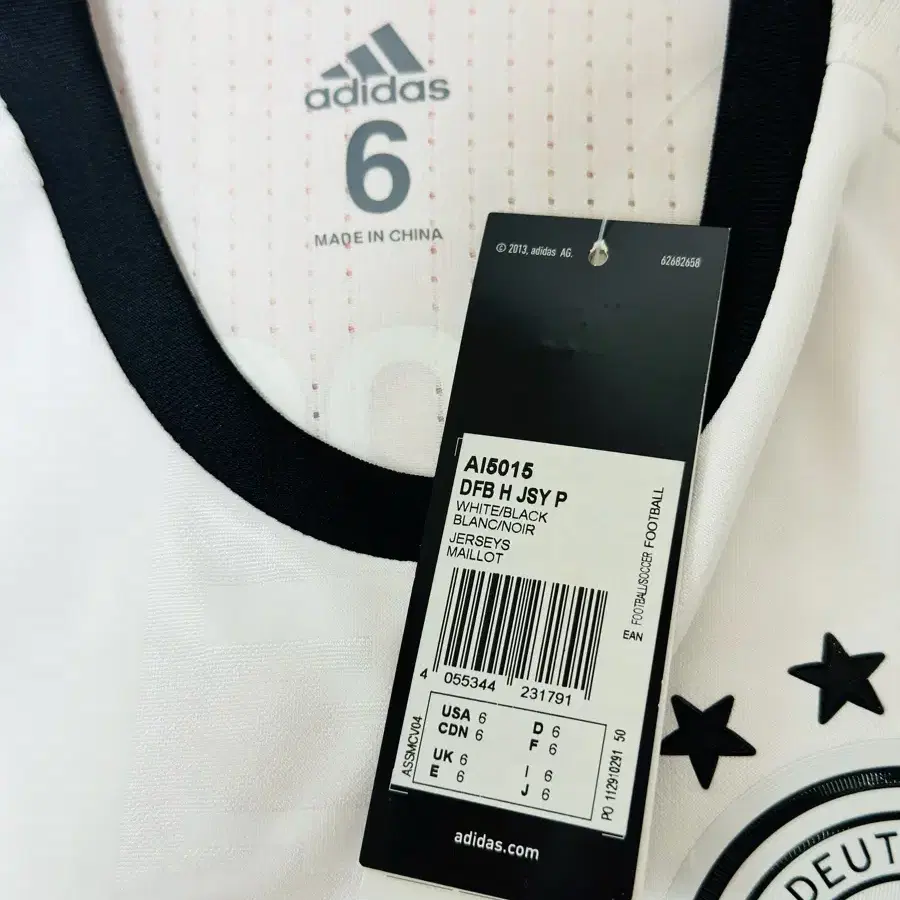 adidas
6
MADE IN CHINA
© 2013, adidas AG.
62682658
AI5015
DFB H JSY P
WHITE/BLACK
BLANC/NOIR
JERSEYS
MAILLOT
FOOTBALL/SOCCER FOOTBALL
EAN
4 055344 231791
ASSMCV04
USA 6
CDN 6
UK 6
E 6
D 6
F 6
I 6
J 6
PO 112910291 50
adidas.com
DEUT